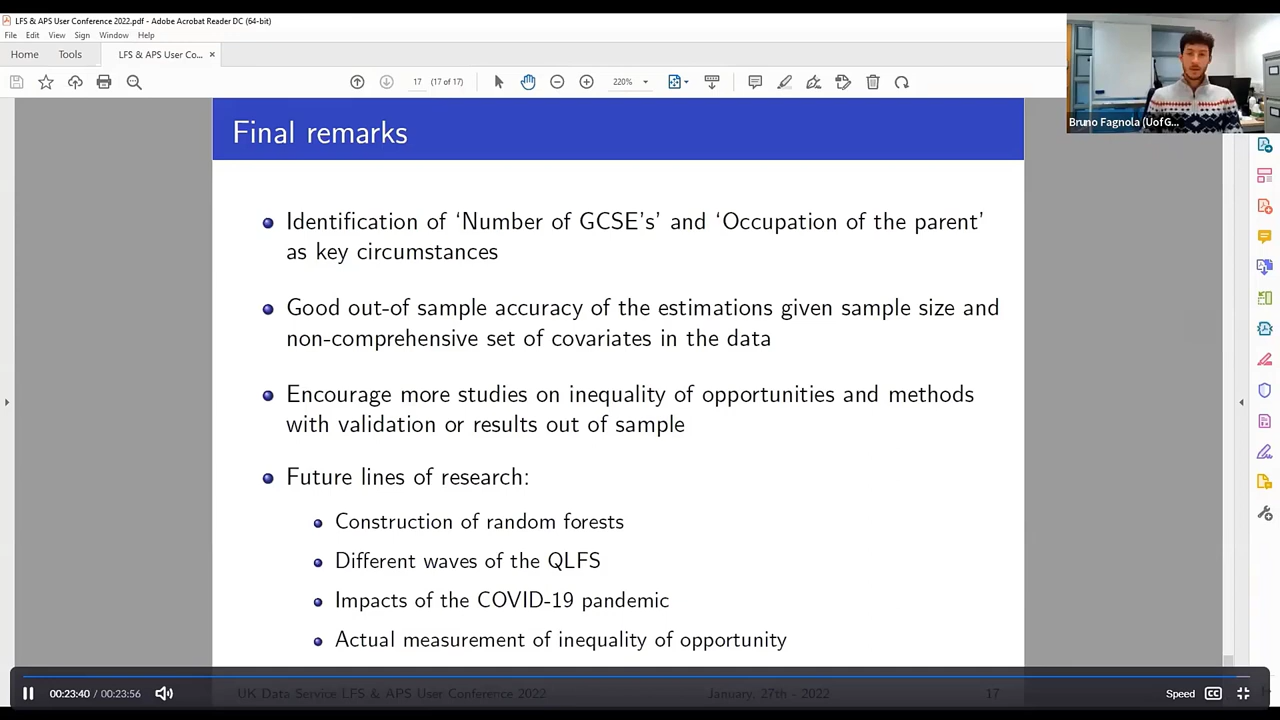 LFS & APS User Conference 2022.pdf - Adobe Acrobat Reader DC (64-bit)
File Edit View Sign Window Help
Home Tools LFS & APS User Co... ×
17 (17 of 17) 220%
Bruno Fagnola (UofG...
Final remarks
Identification of ‘Number of GCSE’s’ and ‘Occupation of the parent’
as key circumstances
Good out-of sample accuracy of the estimations given sample size and
non-comprehensive set of covariates in the data
Encourage more studies on inequality of opportunities and methods
with validation or results out of sample
Future lines of research:
Construction of random forests
Different waves of the QLFS
Impacts of the COVID-19 pandemic
Actual measurement of inequality of opportunity
00:23:40 / 00:23:56 UK Data Service LFS & APS User Conference 2022 January, 27th - 2022 17 Speed CC